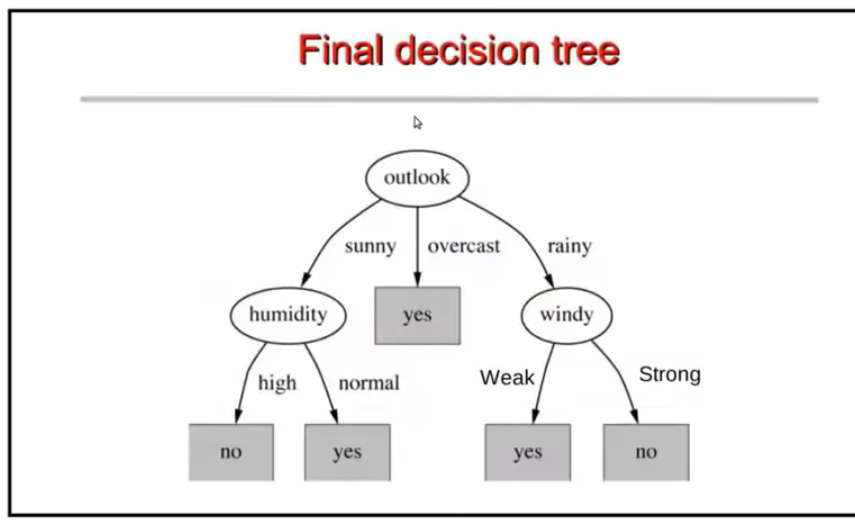 Final decision tree
outlook
sunny overcast rainy
humidity yes windy
high normal Weak Strong
no yes yes no